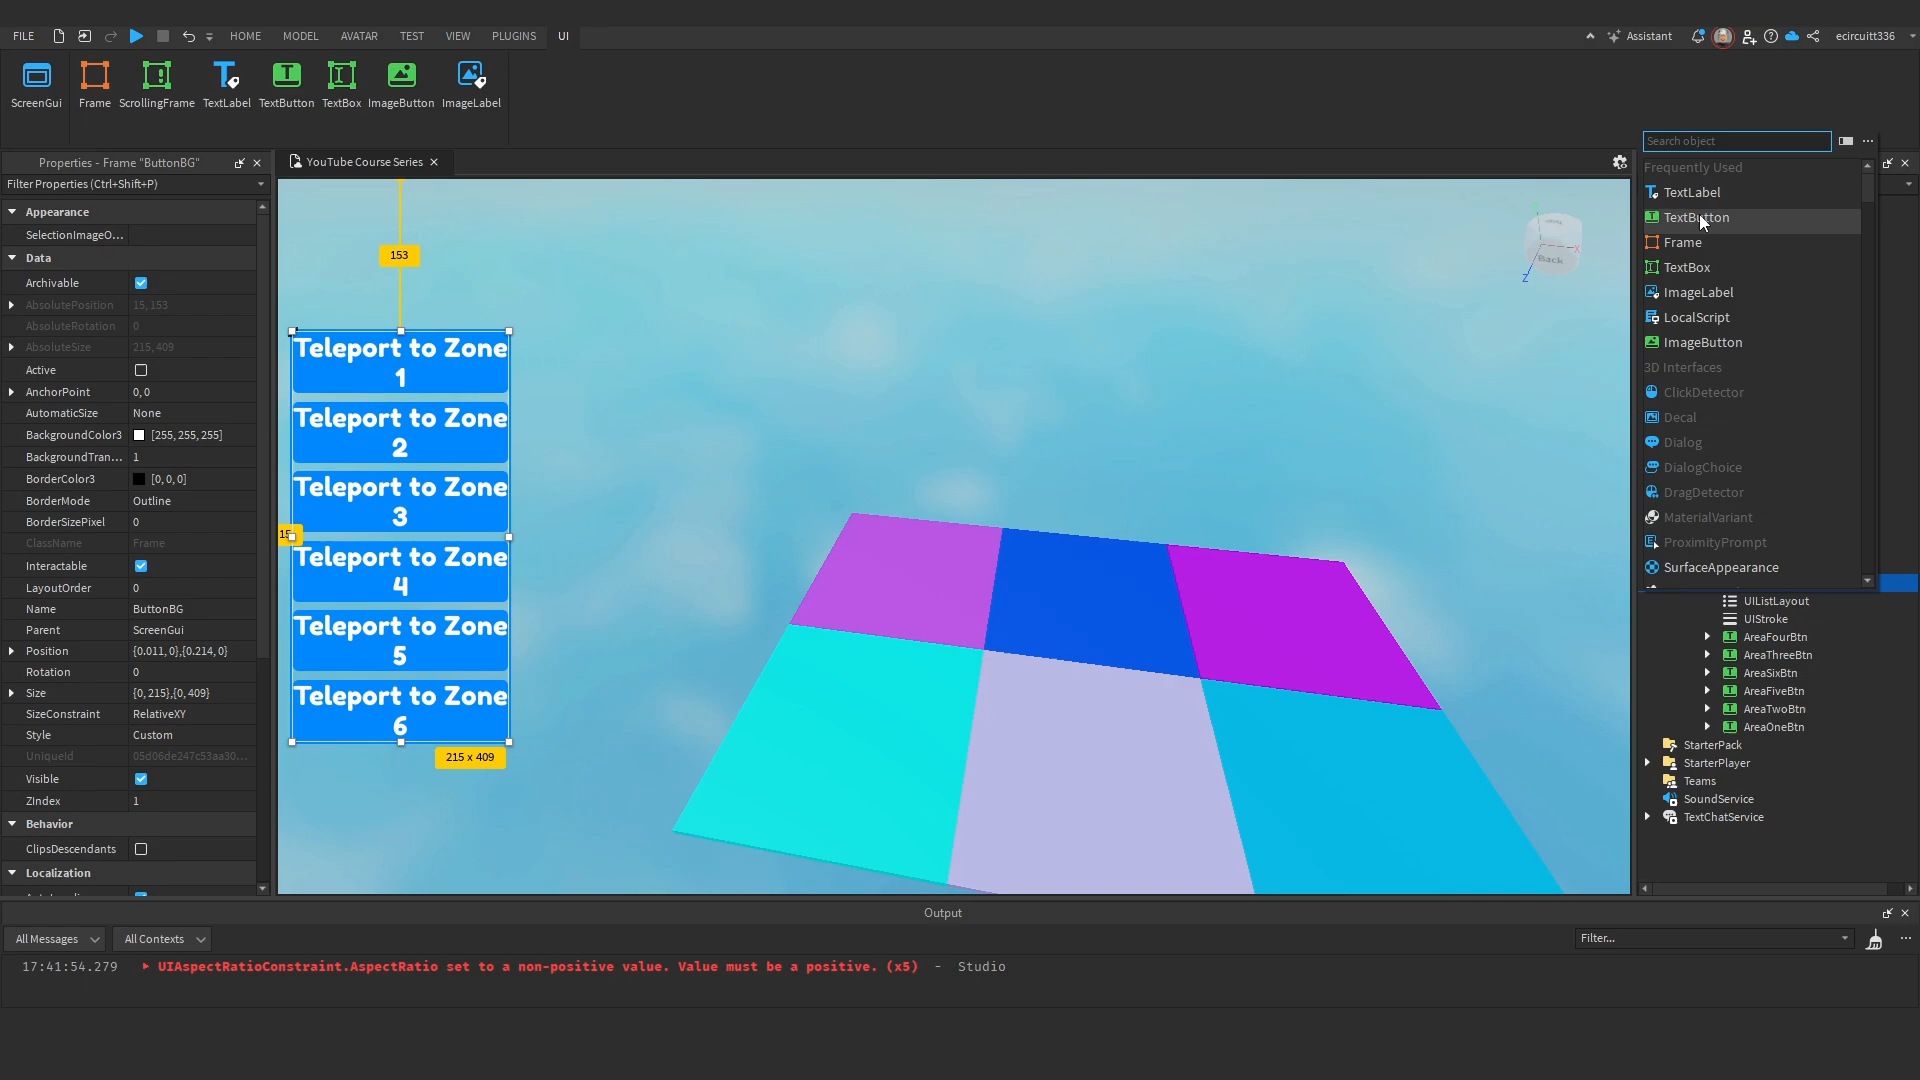 FILE HOME MODEL AVATAR TEST VIEW PLUGINS UI Assistant ecircuitt336
ScreenGui Frame ScrollingFrame TextLabel TextButton TextBox ImageButton ImageLabel
Properties - Frame "ButtonBG"
Filter Properties (Ctrl+Shift+P)
Appearance
SelectionImageO...
Data
Archivable
AbsolutePosition 15, 153
AbsoluteRotation 0
AbsoluteSize 215, 409
Active
AnchorPoint 0, 0
AutomaticSize None
BackgroundColor3 [255, 255, 255]
BackgroundTran... 1
BorderColor3 [0, 0, 0]
BorderMode Outline
BorderSizePixel 0
ClassName Frame
Interactable
LayoutOrder 0
Name ButtonBG
Parent ScreenGui
Position {0.011, 0},{0.214, 0}
Rotation 0
Size {0, 215},{0, 409}
SizeConstraint RelativeXY
Style Custom
UniqueId 05d06de247c53aa30...
Visible
ZIndex 1
Behavior
ClipsDescendants
Localization
YouTube Course Series
153
Teleport to Zone
1
Teleport to Zone
2
Teleport to Zone
3
15
Teleport to Zone
4
Teleport to Zone
5
Teleport to Zone
6
215 x 409
Back
X
Z
Search object
Frequently Used
TextLabel
TextButton
Frame
TextBox
ImageLabel
LocalScript
ImageButton
3D Interfaces
ClickDetector
Decal
Dialog
DialogChoice
DragDetector
MaterialVariant
ProximityPrompt
SurfaceAppearance
UIListLayout
UIStroke
AreaFourBtn
AreaThreeBtn
AreaSixBtn
AreaFiveBtn
AreaTwoBtn
AreaOneBtn
StarterPack
StarterPlayer
Teams
SoundService
TextChatService
Output
All Messages All Contexts Filter...
17:41:54.279 UIAspectRatioConstraint.AspectRatio set to a non-positive value. Value must be a positive. (x5) - Studio